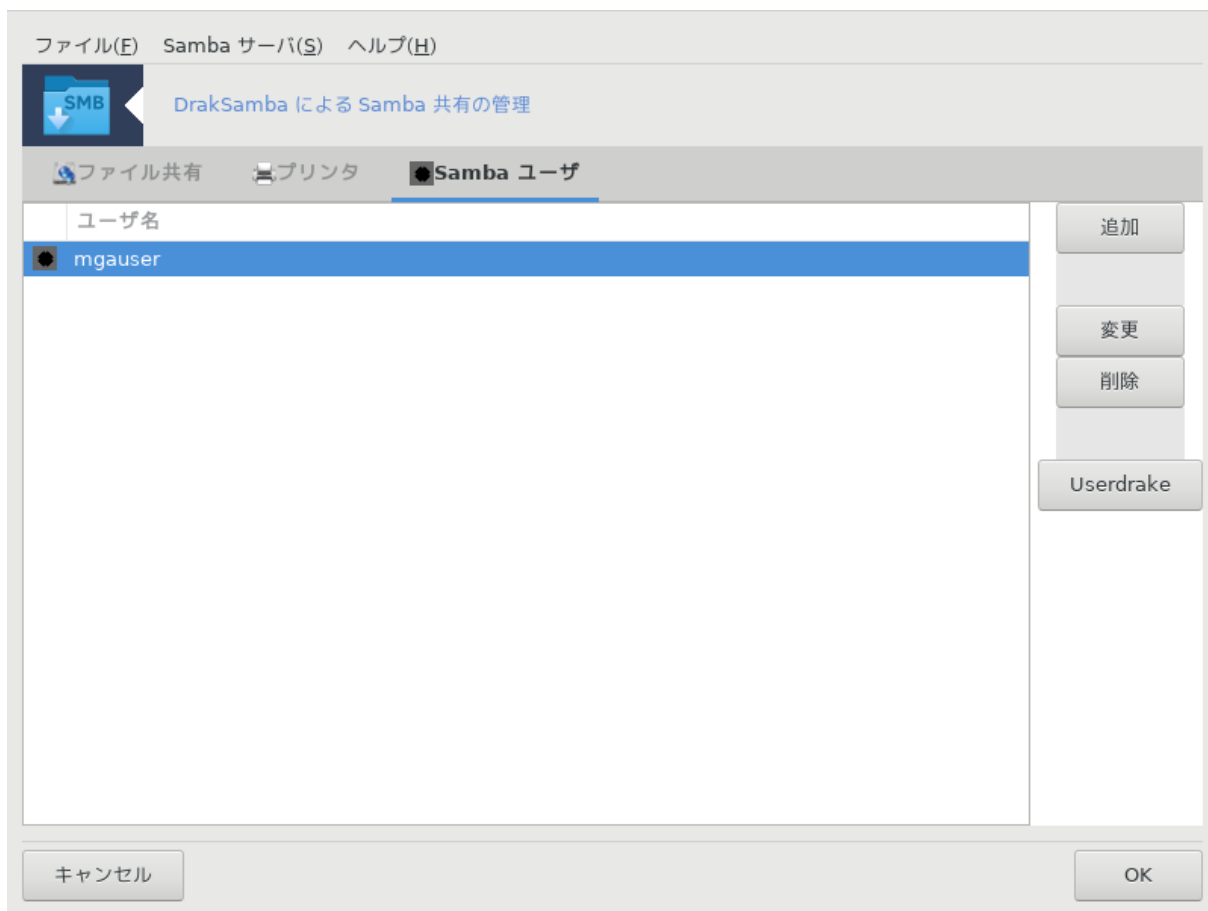 ファイル(F) Samba サーバ(S) ヘルプ(H)
SMB
DrakSamba による Samba 共有の管理
ファイル共有 プリンタ Samba ユーザ
ユーザ名
mgauser
追加
変更
削除
Userdrake
キャンセル OK